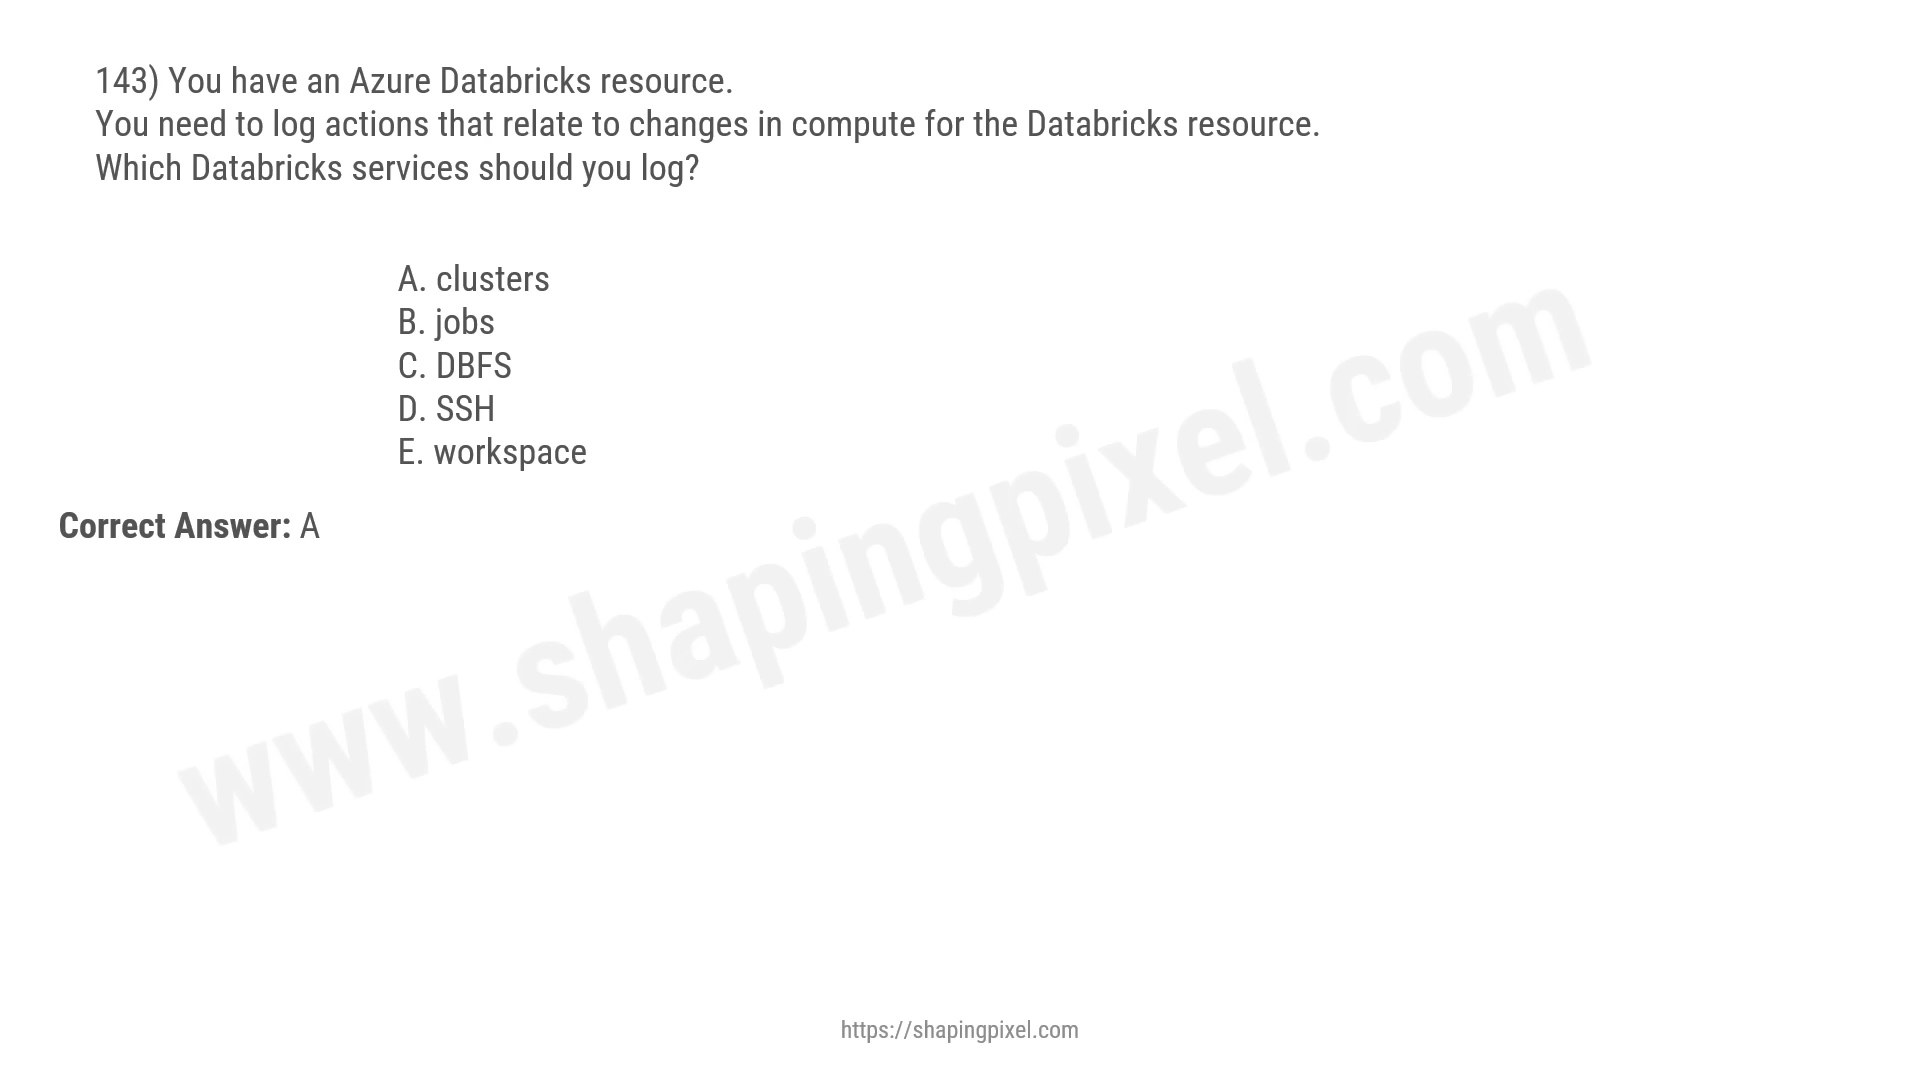 143) You have an Azure Databricks resource.
You need to log actions that relate to changes in compute for the Databricks resource.
Which Databricks services should you log?
A. clusters
B. jobs
C. DBFS
D. SSH
E. workspace
Correct Answer: A
www.shapingpixel.com
https://shapingpixel.com